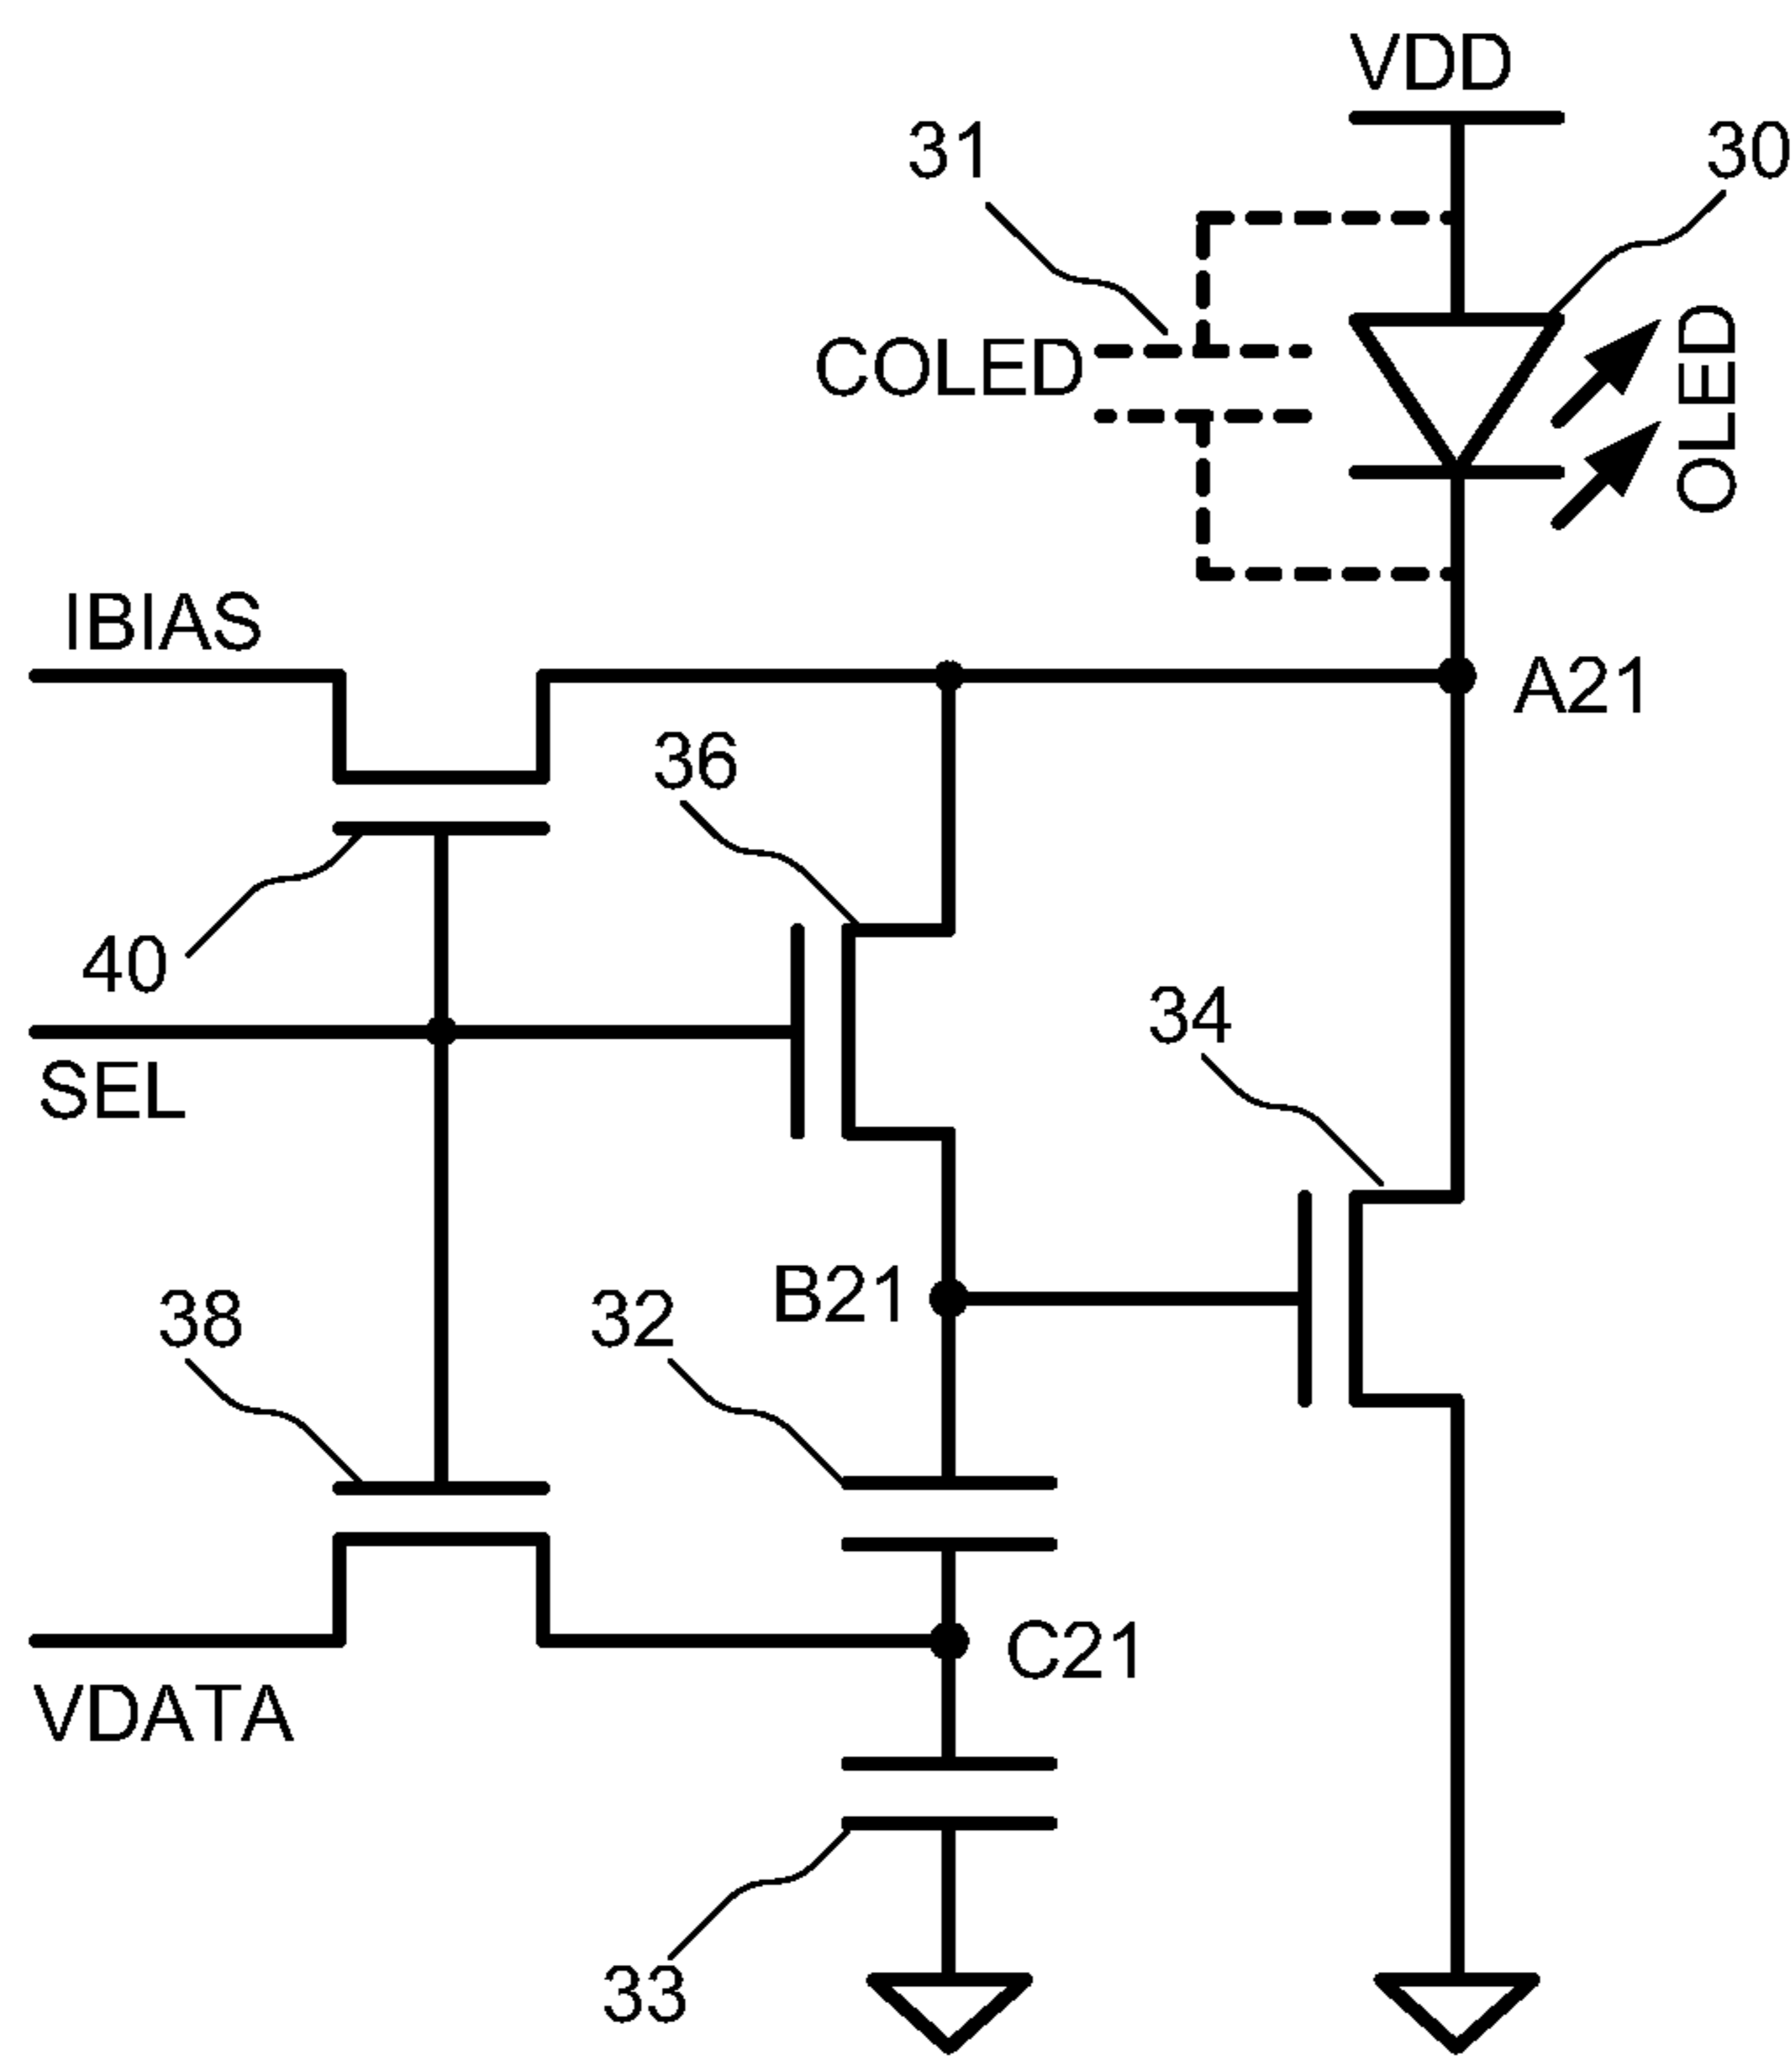 VDD
31
30
COLED
OLED
IBIAS
A21
36
40
34
SEL
B21
38
32
C21
VDATA
33